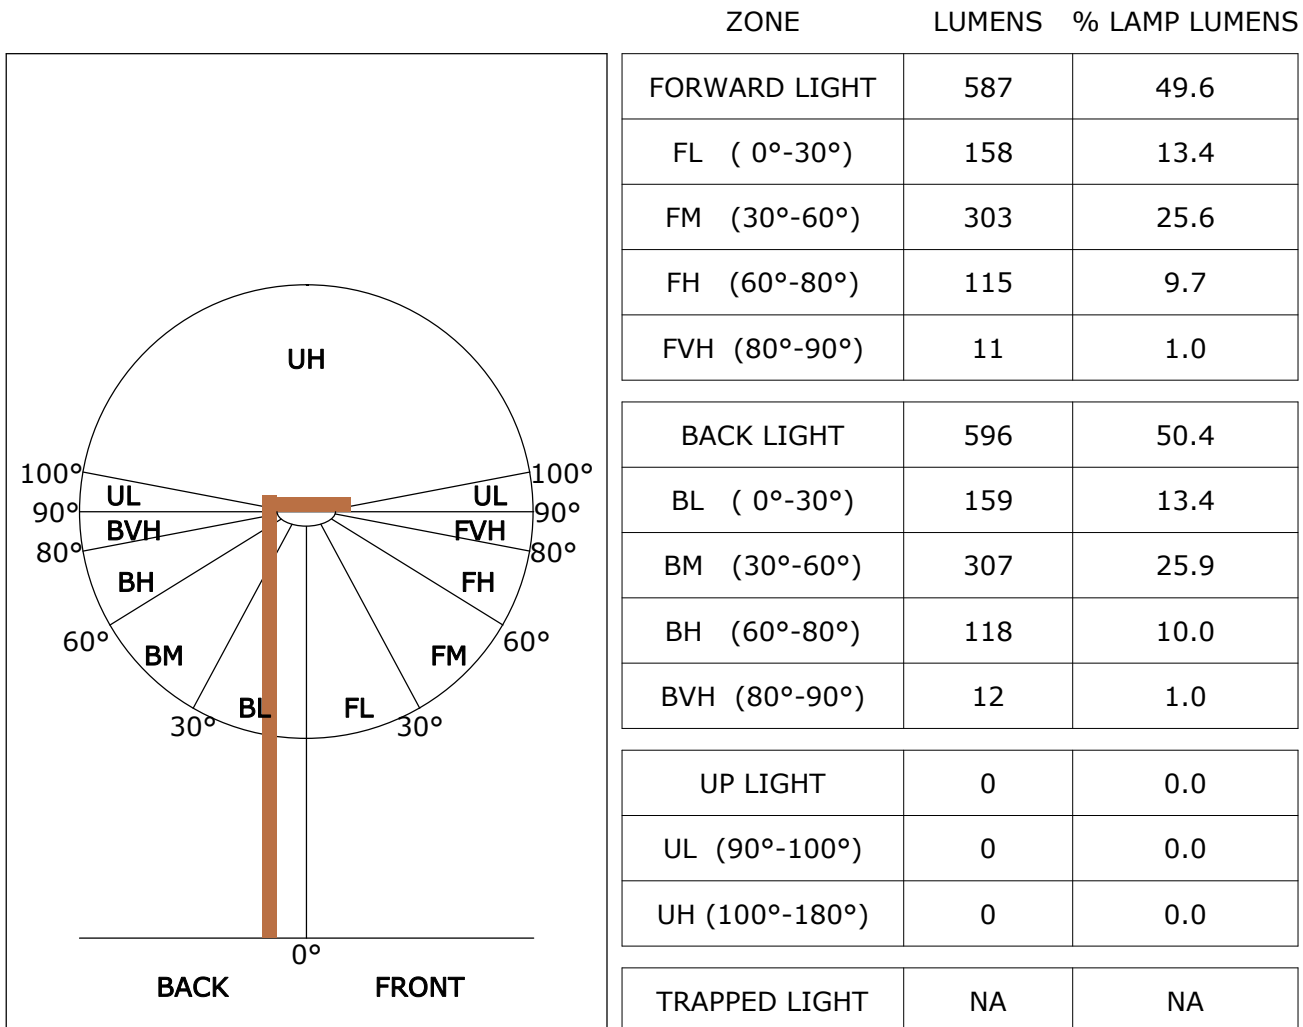 ZONE LUMENS % LAMP LUMENS
FORWARD LIGHT 587 49.6
FL ( 0°-30°) 158 13.4
FM (30°-60°) 303 25.6
FH (60°-80°) 115 9.7
FVH (80°-90°) 11 1.0
BACK LIGHT 596 50.4
BL ( 0°-30°) 159 13.4
BM (30°-60°) 307 25.9
BH (60°-80°) 118 10.0
BVH (80°-90°) 12 1.0
UP LIGHT 0 0.0
UL (90°-100°) 0 0.0
UH (100°-180°) 0 0.0
TRAPPED LIGHT NA NA
UH
100° 100°
UL UL
90° 90°
BVH FVH
80° 80°
BH FH
60° 60°
BM FM
BL FL
30° 30°
0°
BACK FRONT